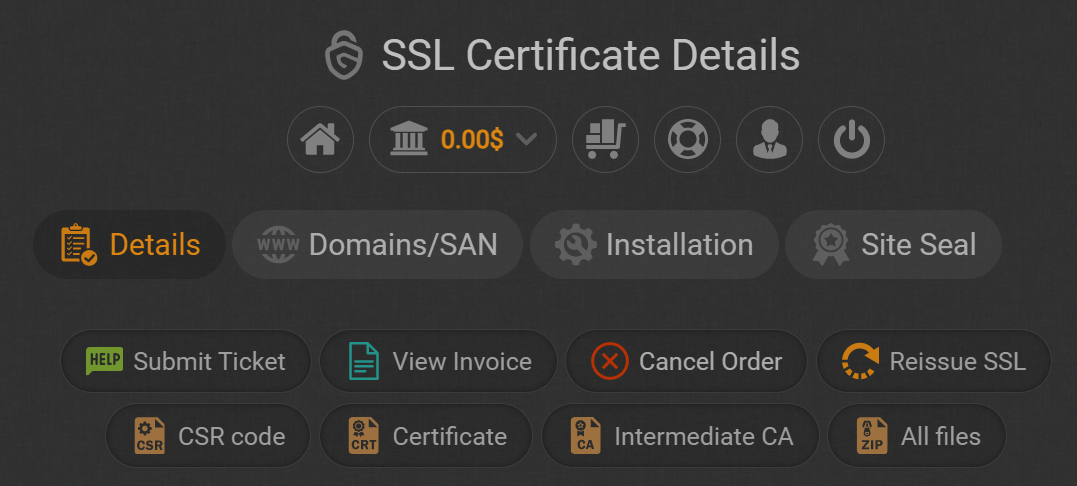 SSL Certificate Details
0.00$
Details WWW Domains/SAN Installation Site Seal
HELP Submit Ticket View Invoice Cancel Order Reissue SSL
CSR CSR code CRT Certificate CA Intermediate CA ZIP All files